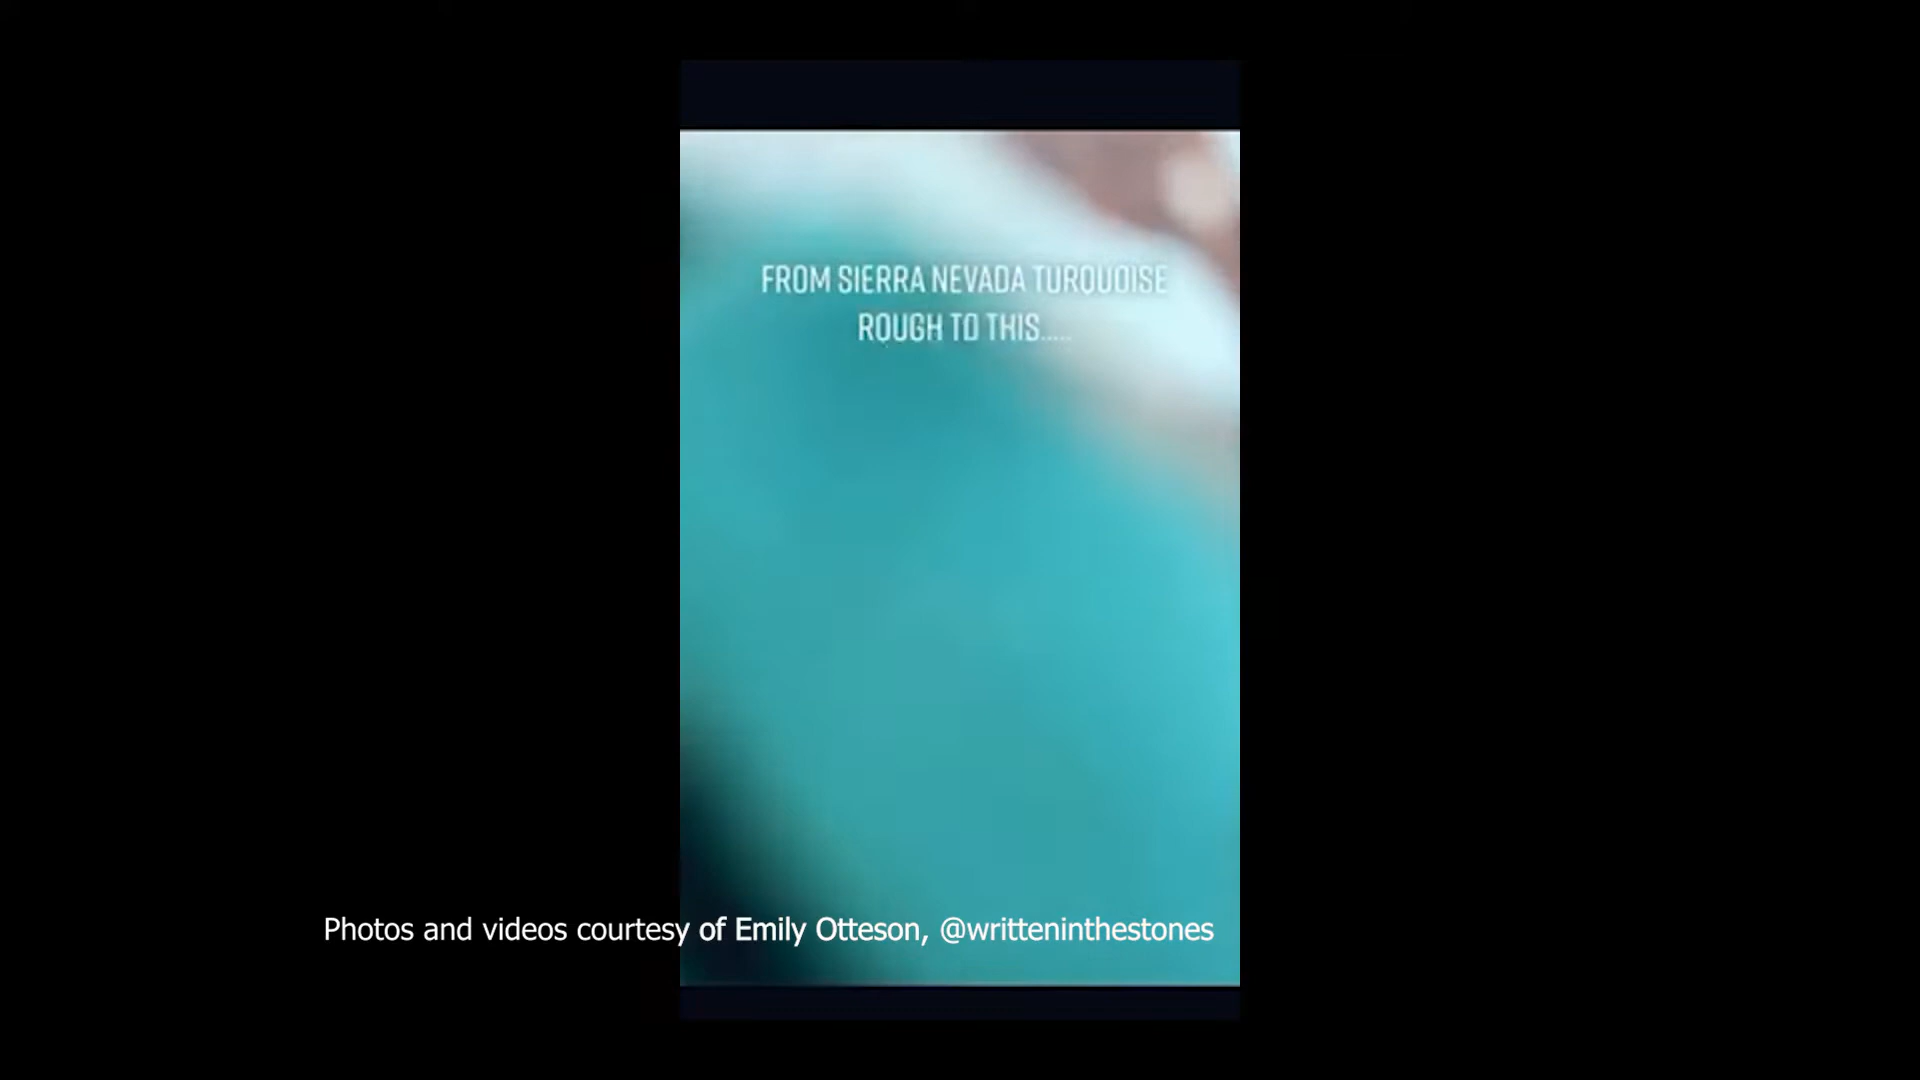 FROM SIERRA NEVADA TURQUOISE
ROUGH TO THIS.....
Photos and videos courtesy of Emily Otteson, @writteninthestones